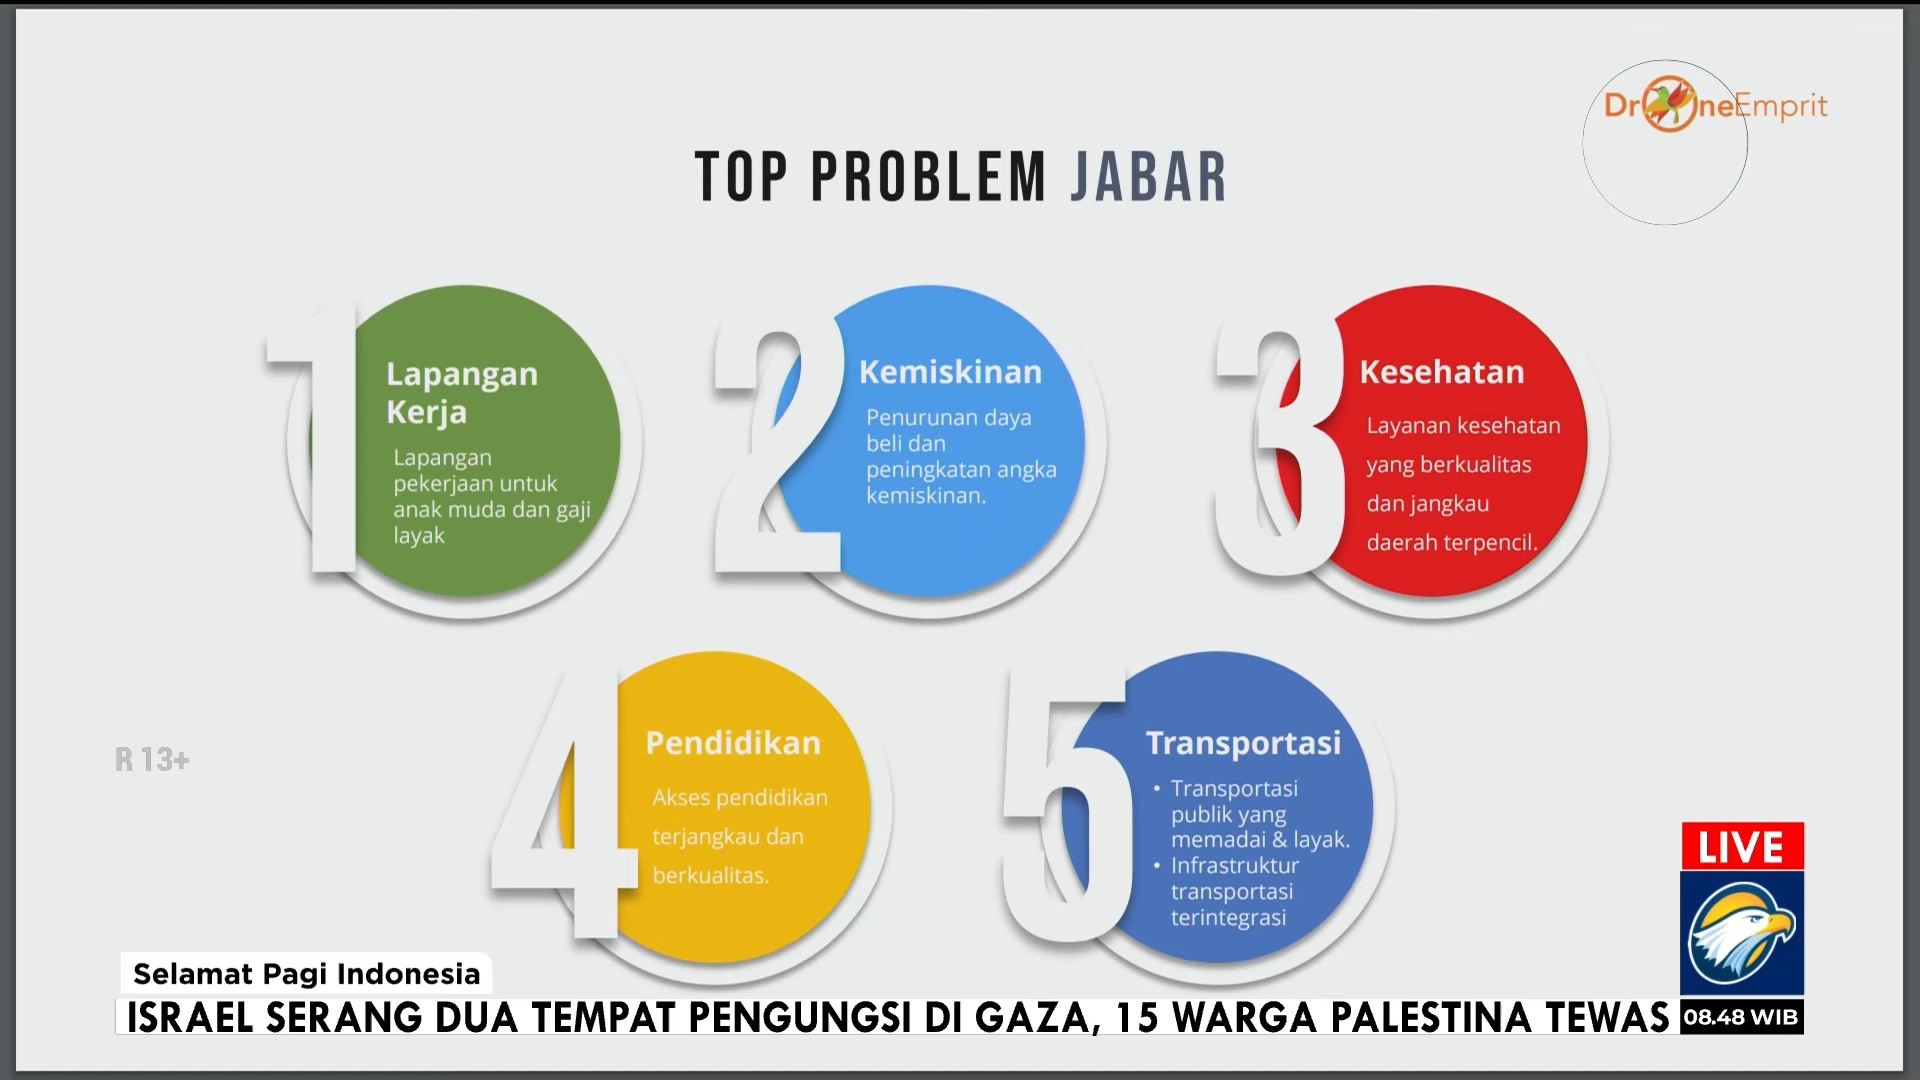 DroneEmprit
TOP PROBLEM JABAR
1
Lapangan
Kerja
Lapangan
pekerjaan untuk
anak muda dan gaji
layak
2
Kemiskinan
Penurunan daya
beli dan
peningkatan angka
kemiskinan.
3
Kesehatan
Layanan kesehatan
yang berkualitas
dan jangkau
daerah terpencil.
4
Pendidikan
Akses pendidikan
terjangkau dan
berkualitas.
5
Transportasi
• Transportasi
publik yang
memadai & layak.
• Infrastruktur
transportasi
terintegrasi
R 13+
LIVE
Selamat Pagi Indonesia
ISRAEL SERANG DUA TEMPAT PENGUNGSI DI GAZA, 15 WARGA PALESTINA TEWAS
08.48 WIB